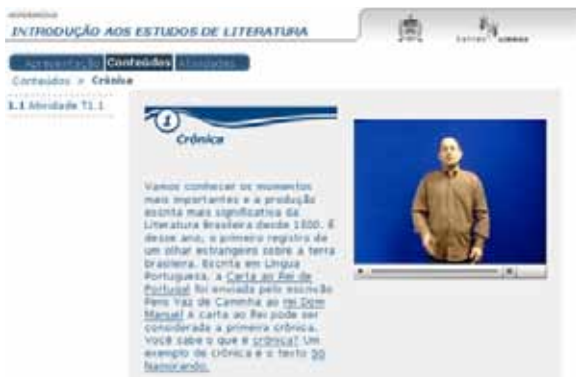 INTRODUÇÃO AOS ESTUDOS DE LITERATURA
Apresentação Conteúdos Atividades
Conteúdos > Crônica
1.1 Atividade T1.1
1
Crônica
Vamos conhecer os momentos
mais importantes e a produção
escrita mais significativa da
Literatura Brasileira desde 1500. É
desse ano, o primeiro registro de
um olhar estrangeiro sobre a terra
brasileira. Escrita em Língua
Portuguesa, a Carta ao Rei de
Portugal foi enviada pelo escrivão
Pero Vaz de Caminha ao rei Dom
Manuel A carta ao Rei pode ser
considerada a primeira crônica.
Você sabe o que é crônica? Um
exemplo de crônica é o texto Só
Namorando.